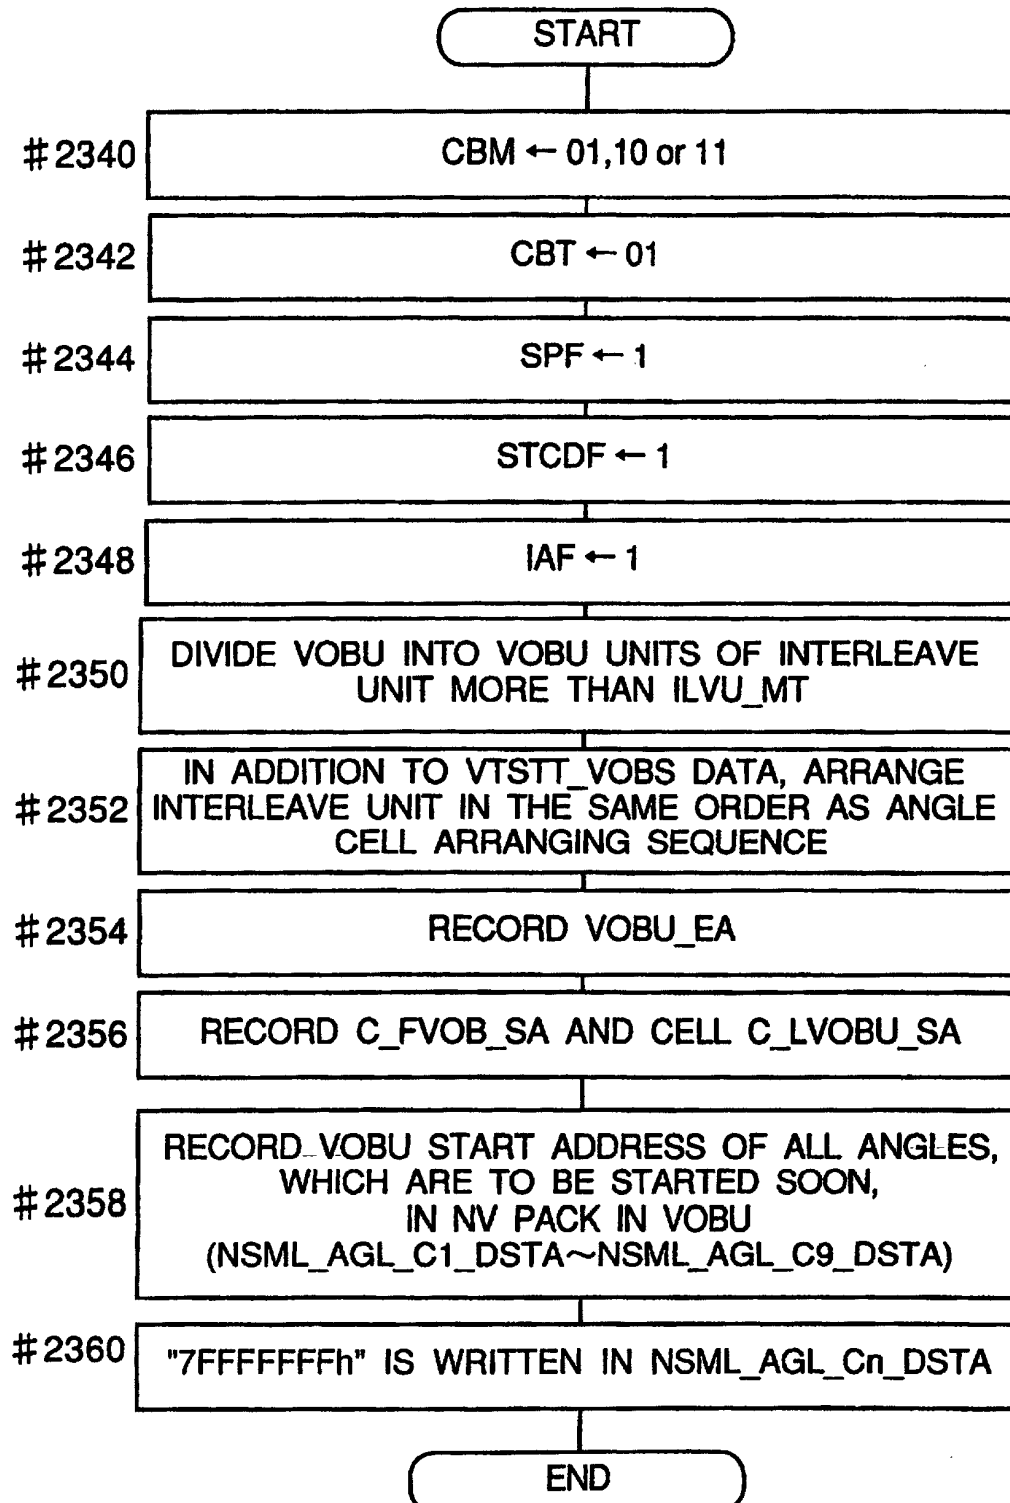 START
#2340 CBM ← 01,10 or 11
#2342 CBT ← 01
#2344 SPF ← 1
#2346 STCDF ← 1
#2348 IAF ← 1
#2350 DIVIDE VOBU INTO VOBU UNITS OF INTERLEAVE
UNIT MORE THAN ILVU_MT
#2352 IN ADDITION TO VTSTT_VOBS DATA, ARRANGE
INTERLEAVE UNIT IN THE SAME ORDER AS ANGLE
CELL ARRANGING SEQUENCE
#2354 RECORD VOBU_EA
#2356 RECORD C_FVOB_SA AND CELL C_LVOBU_SA
#2358 RECORD VOBU START ADDRESS OF ALL ANGLES,
WHICH ARE TO BE STARTED SOON,
IN NV PACK IN VOBU
(NSML_AGL_C1_DSTA~NSML_AGL_C9_DSTA)
#2360 "7FFFFFFFh" IS WRITTEN IN NSML_AGL_Cn_DSTA
END